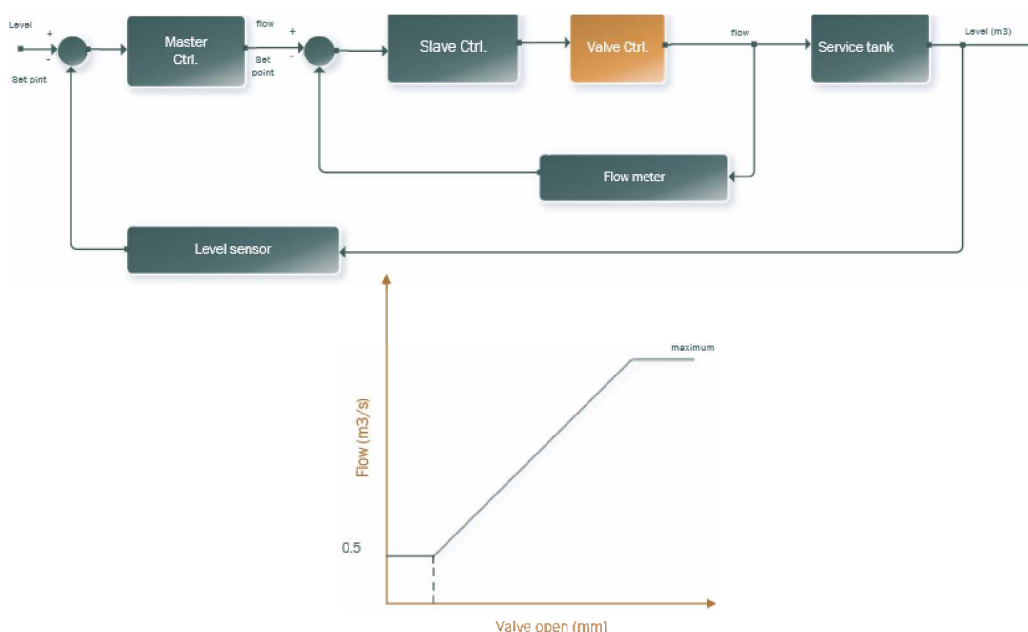 Level
+
-
Set pint
Master
Ctrl.
flow
Set
point
+
-
Slave Ctrl.
Valve Ctrl.
flow
Service tank
Level (m3)
Flow meter
Level sensor
maximum
Flow (m3/s)
0.5
Valve open (mm)